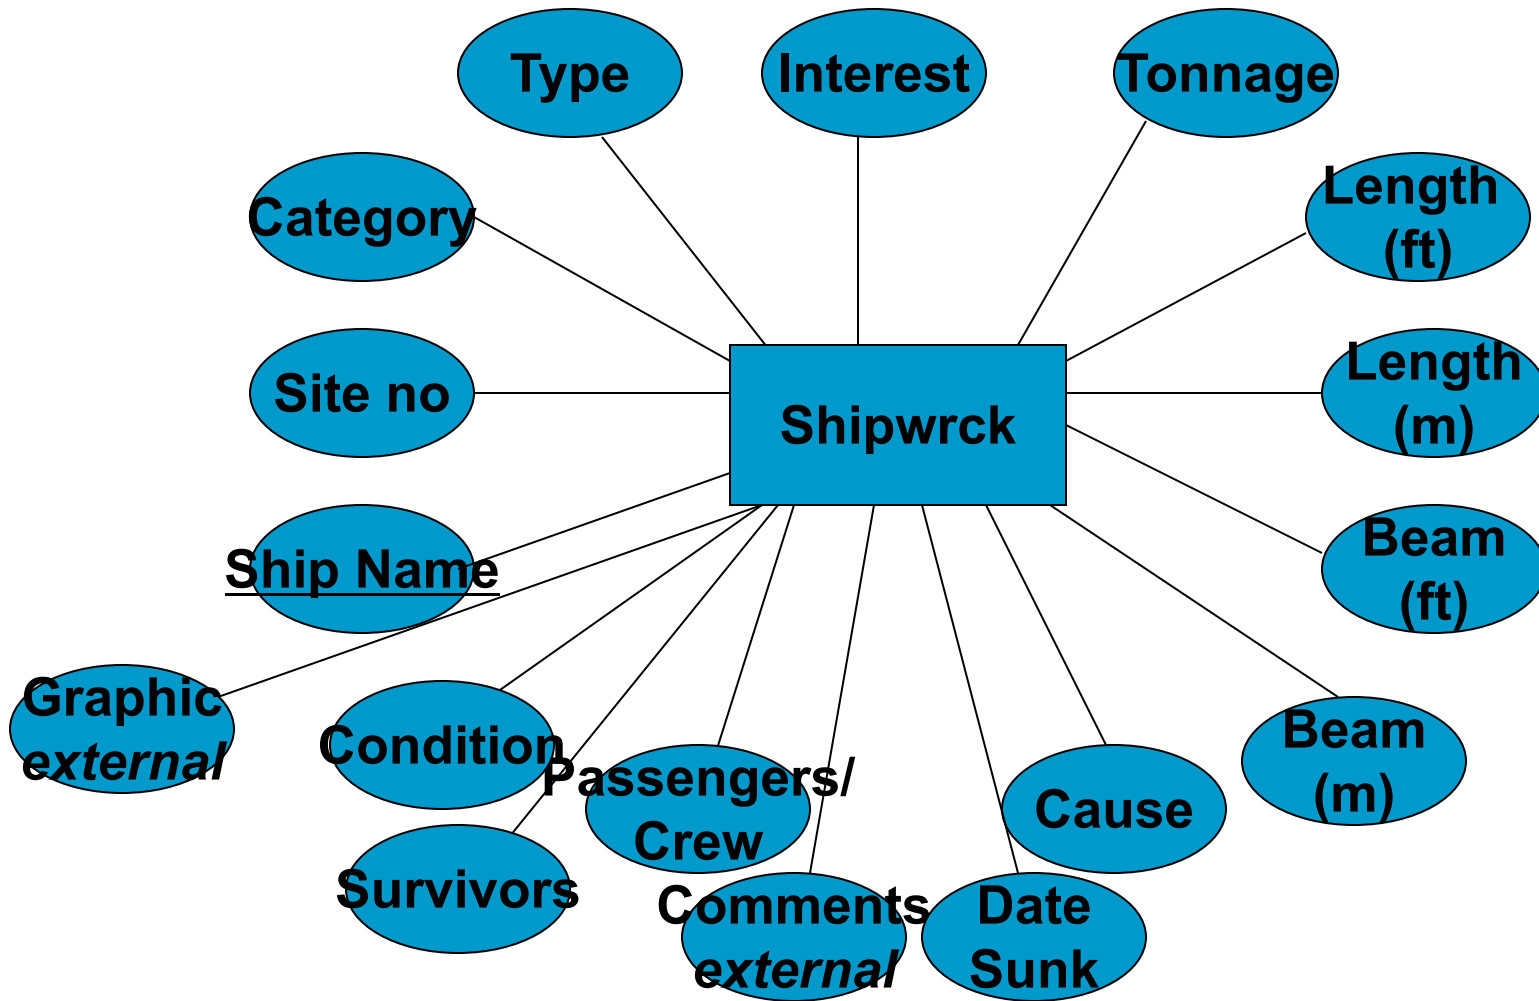 Type
Interest
Tonnage
Category
Length
(ft)
Site no
Shipwrck
Length
(m)
Ship Name
Beam
(ft)
Graphic
external
Condition
Passengers/
Crew
Cause
Beam
(m)
Survivors
Comments
external
Date
Sunk